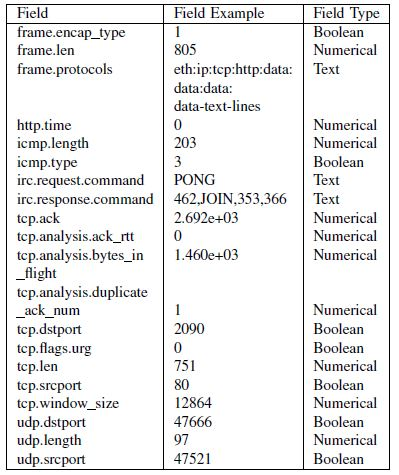 Field Field Example Field Type
frame.encap_type 1 Boolean
frame.len 805 Numerical
frame.protocols eth:ip:tcp:http:data: Text
data:data:
data-text-lines
http.time 0 Numerical
icmp.length 203 Numerical
icmp.type 3 Boolean
irc.request.command PONG Text
irc.response.command 462,JOIN,353,366 Text
tcp.ack 2.692e+03 Numerical
tcp.analysis.ack_rtt 0 Numerical
tcp.analysis.bytes_in 1.460e+03 Numerical
_flight
tcp.analysis.duplicate
_ack_num 1 Numerical
tcp.dstport 2090 Boolean
tcp.flags.urg 0 Boolean
tcp.len 751 Numerical
tcp.srcport 80 Boolean
tcp.window_size 12864 Numerical
udp.dstport 47666 Boolean
udp.length 97 Numerical
udp.srcport 47521 Boolean